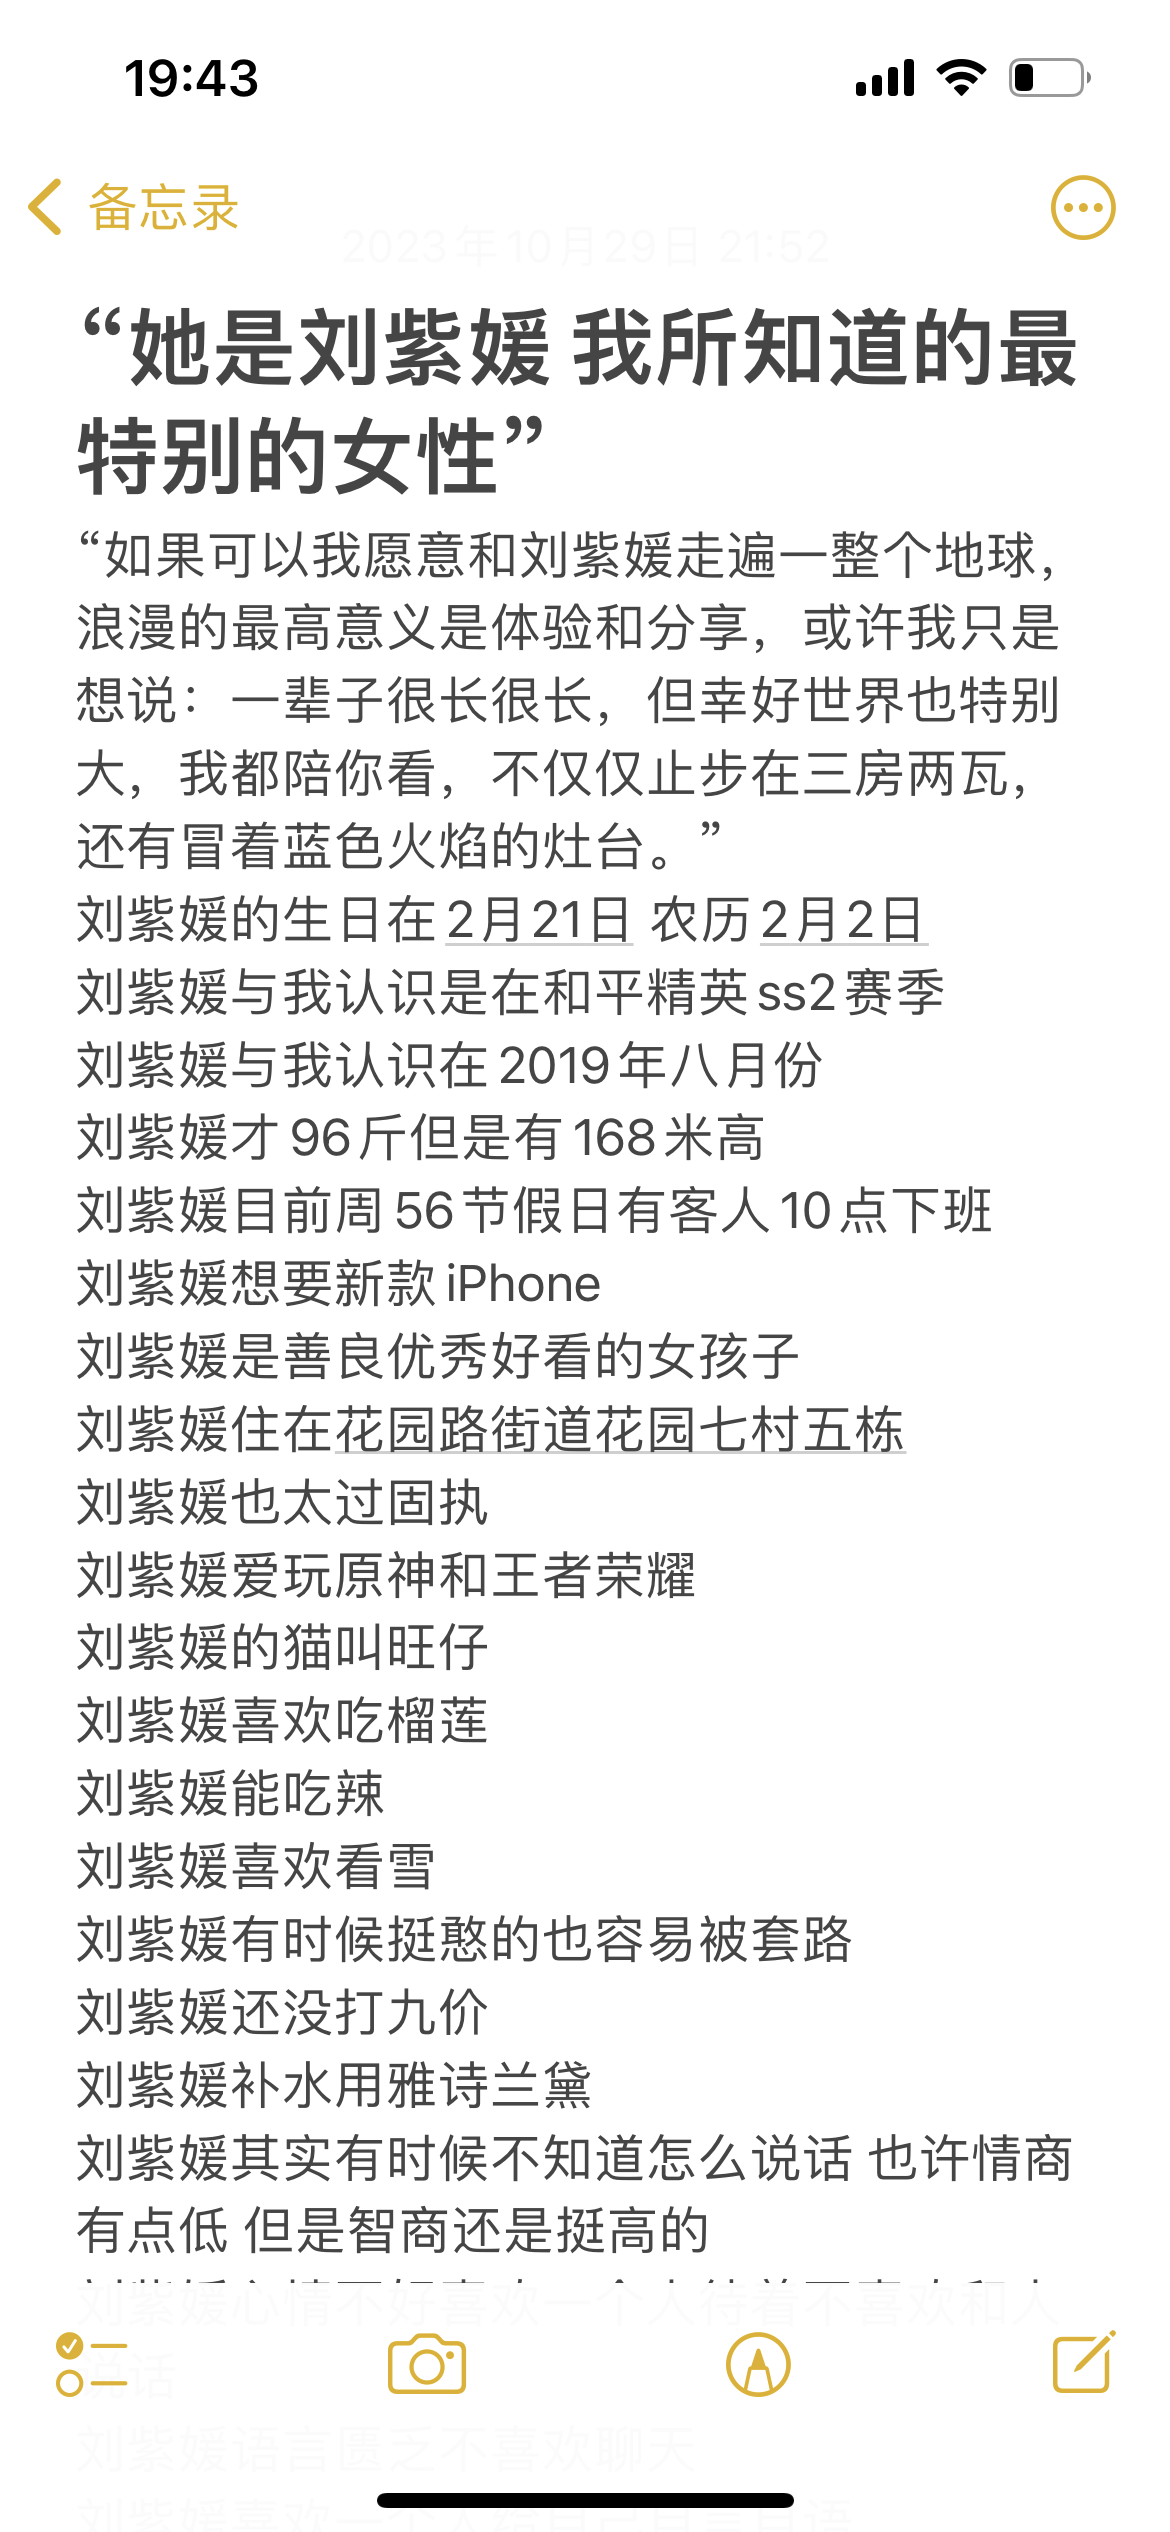 19:43
备忘录
2023年10月29日 21:52
“她是刘紫媛 我所知道的最
特别的女性”
“如果可以我愿意和刘紫媛走遍一整个地球，
浪漫的最高意义是体验和分享，或许我只是
想说：一辈子很长很长，但幸好世界也特别
大，我都陪你看，不仅仅止步在三房两瓦，
还有冒着蓝色火焰的灶台。”
刘紫媛的生日在2月21日 农历2月2日
刘紫媛与我认识是在和平精英ss2赛季
刘紫媛与我认识在2019年八月份
刘紫媛才96斤但是有168米高
刘紫媛目前周56节假日有客人10点下班
刘紫媛想要新款iPhone
刘紫媛是善良优秀好看的女孩子
刘紫媛住在花园路街道花园七村五栋
刘紫媛也太过固执
刘紫媛爱玩原神和王者荣耀
刘紫媛的猫叫旺仔
刘紫媛喜欢吃榴莲
刘紫媛能吃辣
刘紫媛喜欢看雪
刘紫媛有时候挺憨的也容易被套路
刘紫媛还没打九价
刘紫媛补水用雅诗兰黛
刘紫媛其实有时候不知道怎么说话 也许情商
有点低 但是智商还是挺高的
刘紫媛心情不好喜欢一个人待着不喜欢和人
说话
刘紫媛语言匮乏不喜欢聊天